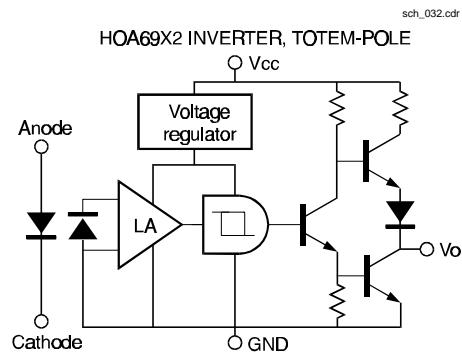 sch_032.cdr
HOA69X2 INVERTER, TOTEM-POLE
Vcc
Voltage
regulator
Anode
LA
Vo
Cathode
GND